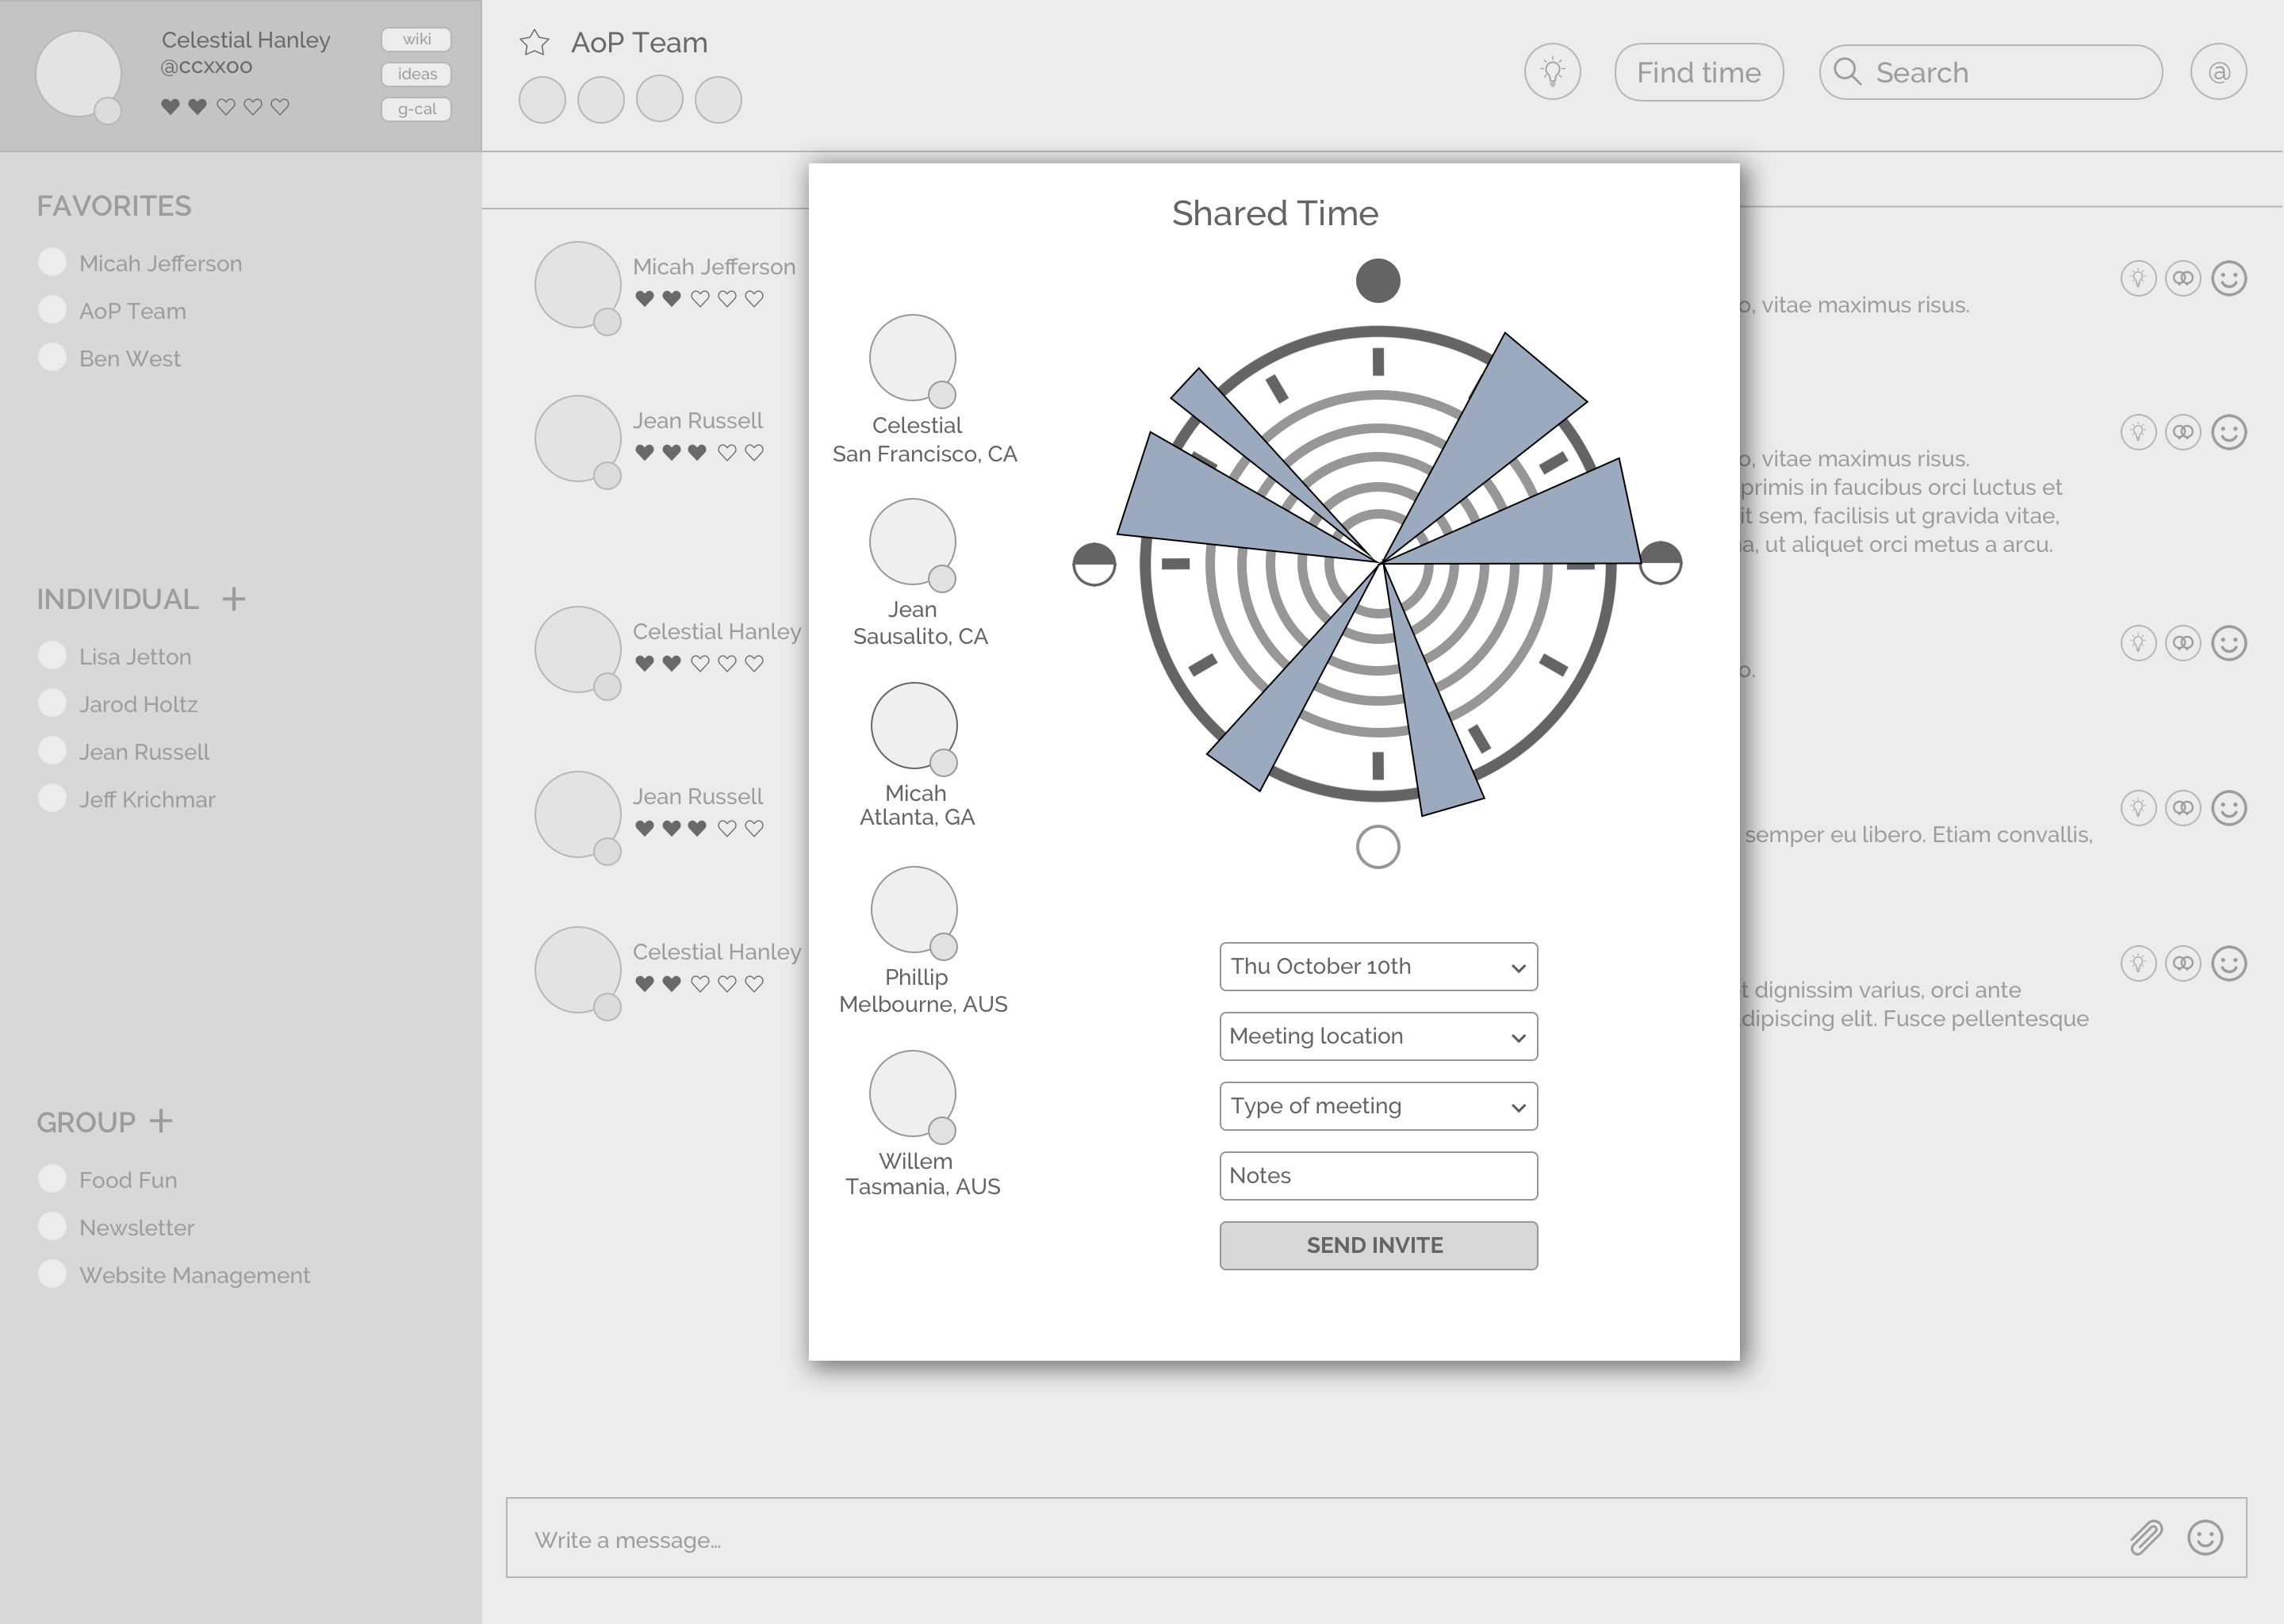 Celestial Hanley
@ccxxoo
wiki
ideas
g-cal
FAVORITES
Micah Jefferson
AoP Team
Ben West
INDIVIDUAL +
Lisa Jetton
Jarod Holtz
Jean Russell
Jeff Krichmar
GROUP +
Food Fun
Newsletter
Website Management
AoP Team
Find time
Search
@
Micah Jefferson
Jean Russell
Celestial Hanley
Jean Russell
Celestial Hanley
Shared Time
Celestial
San Francisco, CA
Jean
Sausalito, CA
Micah
Atlanta, GA
Phillip
Melbourne, AUS
Willem
Tasmania, AUS
Thu October 10th
Meeting location
Type of meeting
Notes
SEND INVITE
vitae maximus risus.
vitae maximus risus.
primis in faucibus orci luctus et
sem, facilisis ut gravida vitae,
ut aliquet orci metus a arcu.
semper eu libero. Etiam convallis,
dignissim varius, orci ante
elit. Fusce pellentesque
Write a message...